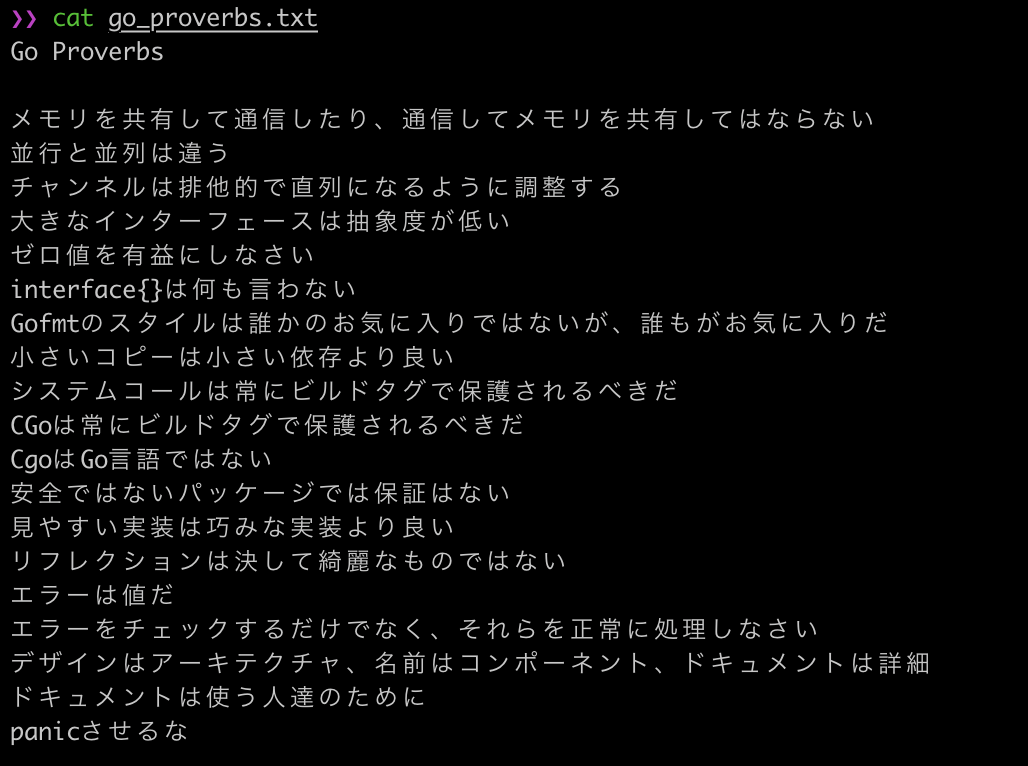 ❯❯ cat go_proverbs.txt
Go Proverbs
メモリを共有して通信したり、通信してメモリを共有してはならない
並行と並列は違う
チャンネルは排他的で直列になるように調整する
大きなインターフェースは抽象度が低い
ゼロ値を有益にしなさい
interface{}は何も言わない
Gofmtのスタイルは誰かのお気に入りではないが、誰もがお気に入りだ
小さいコピーは小さい依存より良い
システムコールは常にビルドタグで保護されるべきだ
CGoは常にビルドタグで保護されるべきだ
CgoはGo言語ではない
安全ではないパッケージでは保証はない
見やすい実装は巧みな実装より良い
リフレクションは決して綺麗なものではない
エラーは値だ
エラーをチェックするだけでなく、それらを正常に処理しなさい
デザインはアーキテクチャ、名前はコンポーネント、ドキュメントは詳細
ドキュメントは使う人達のために
panicさせるな